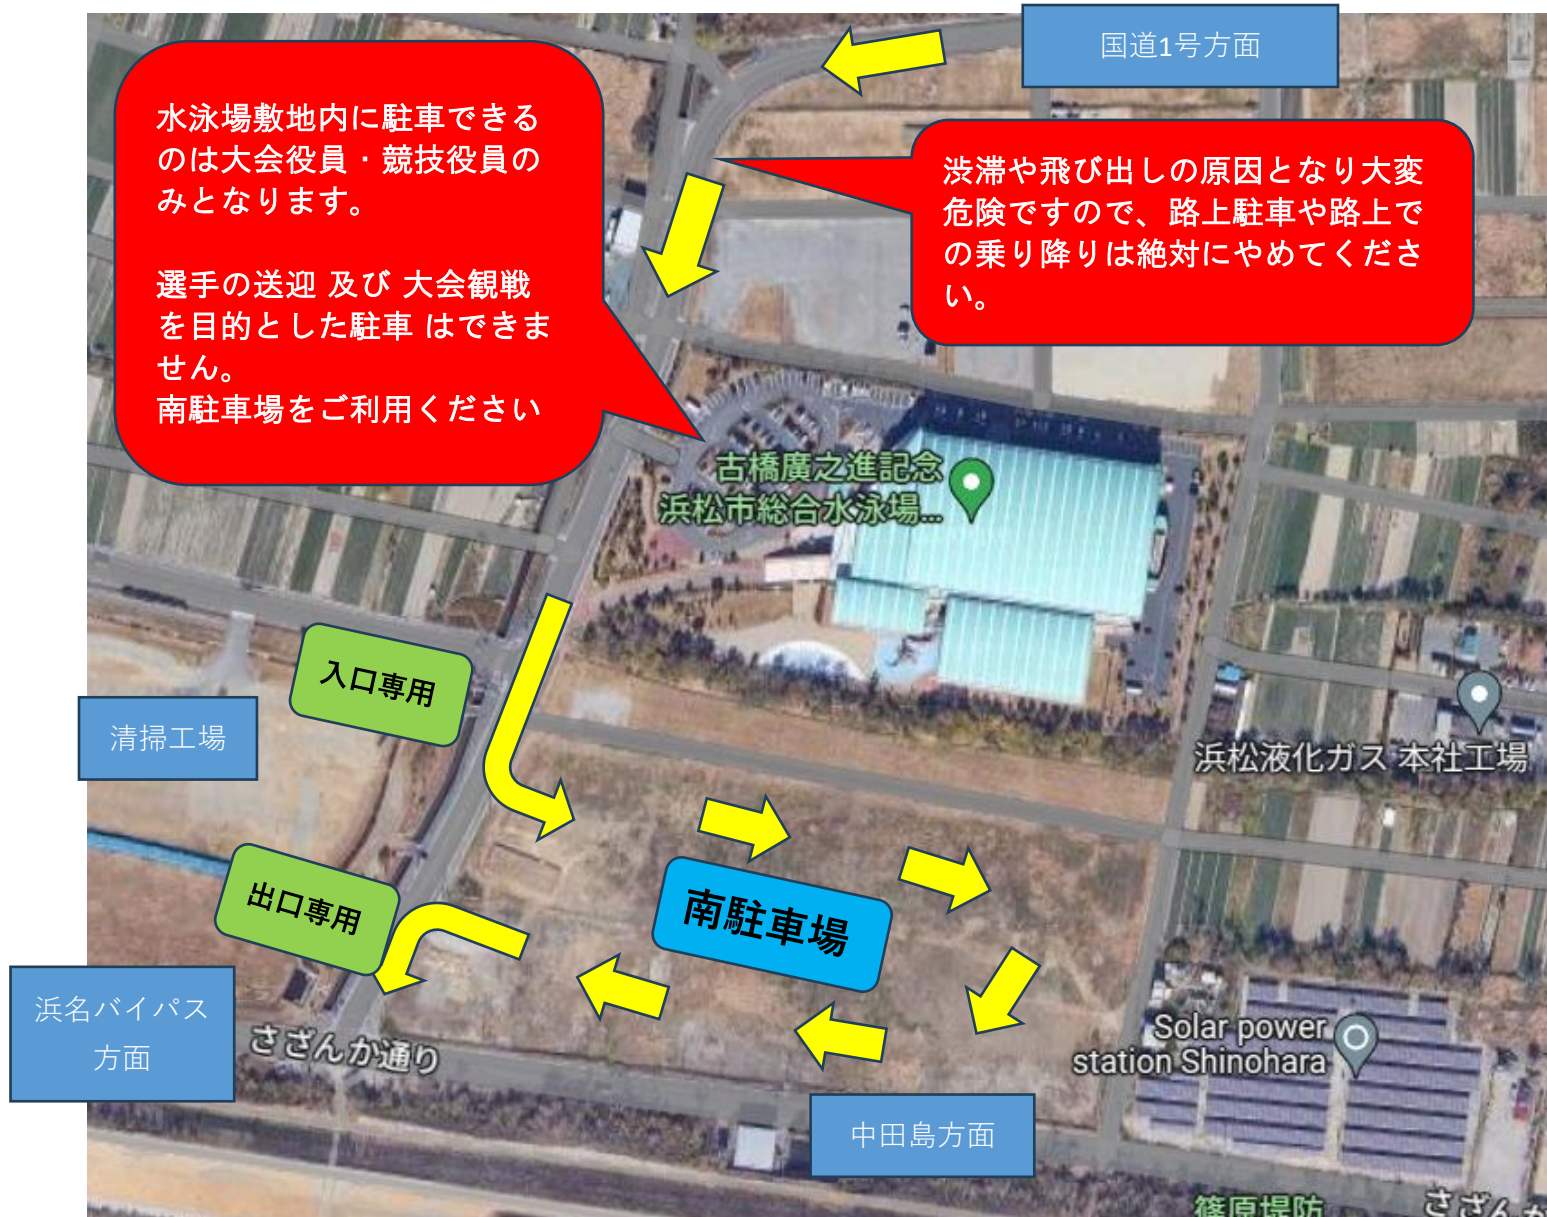 国道1号方面
水泳場敷地内に駐車できる
のは大会役員・競技役員の
みとなります。
選手の送迎 及び 大会観戦
を目的とした駐車 はできま
せん。
南駐車場をご利用ください
渋滞や飛び出しの原因となり大変
危険ですので、路上駐車や路上で
の乗り降りは絶対にやめてくださ
い。
古橋廣之進記念
浜松市総合水泳場...
入口専用
清掃工場
浜松液化ガス 本社工場
出口専用
南駐車場
浜名バイパス
方面
さざんか通り
Solar power
station Shinohara
中田島方面
篠原堤防
さざんか